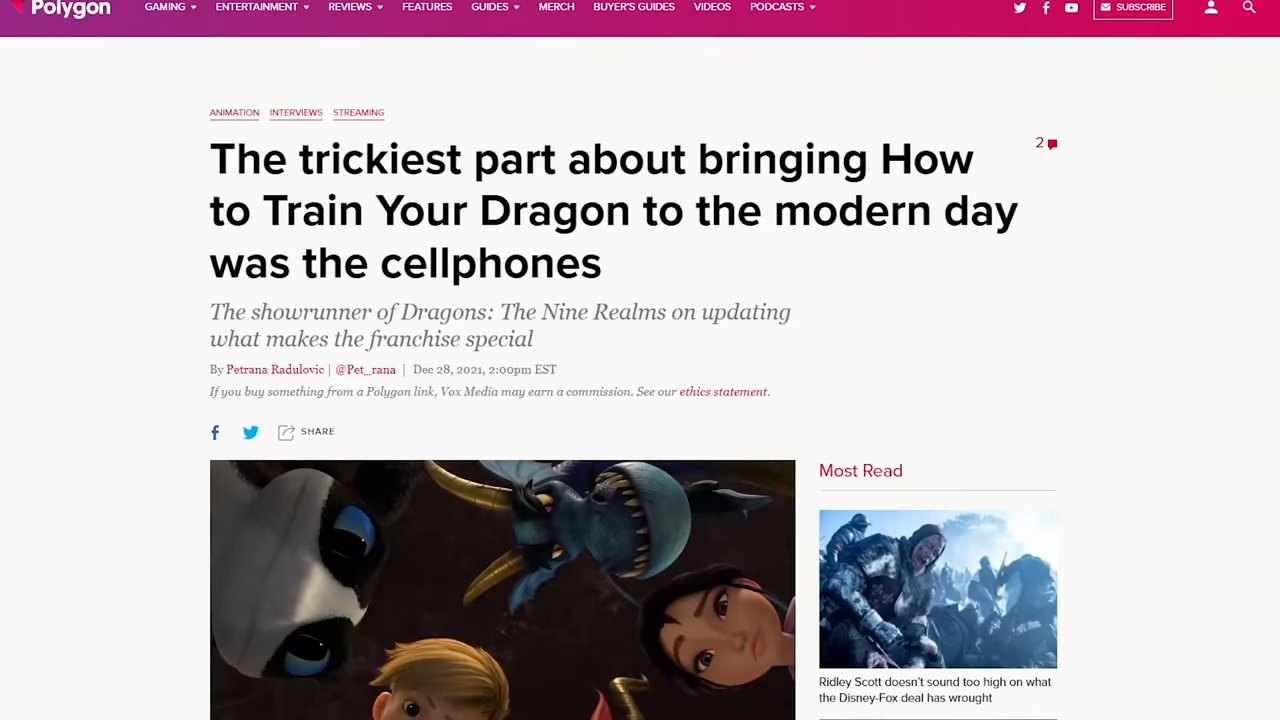 Polygon
GAMING ENTERTAINMENT REVIEWS FEATURES GUIDES MERCH BUYER'S GUIDES VIDEOS PODCASTS SUBSCRIBE
ANIMATION INTERVIEWS STREAMING
2
The trickiest part about bringing How
to Train Your Dragon to the modern day
was the cellphones
The showrunner of Dragons: The Nine Realms on updating
what makes the franchise special
By Petrana Radulovic | @Pet_rana | Dec 28, 2021, 2:00pm EST
If you buy something from a Polygon link, Vox Media may earn a commission. See our ethics statement.
SHARE
Most Read
Ridley Scott doesn't sound too high on what
the Disney-Fox deal has wrought